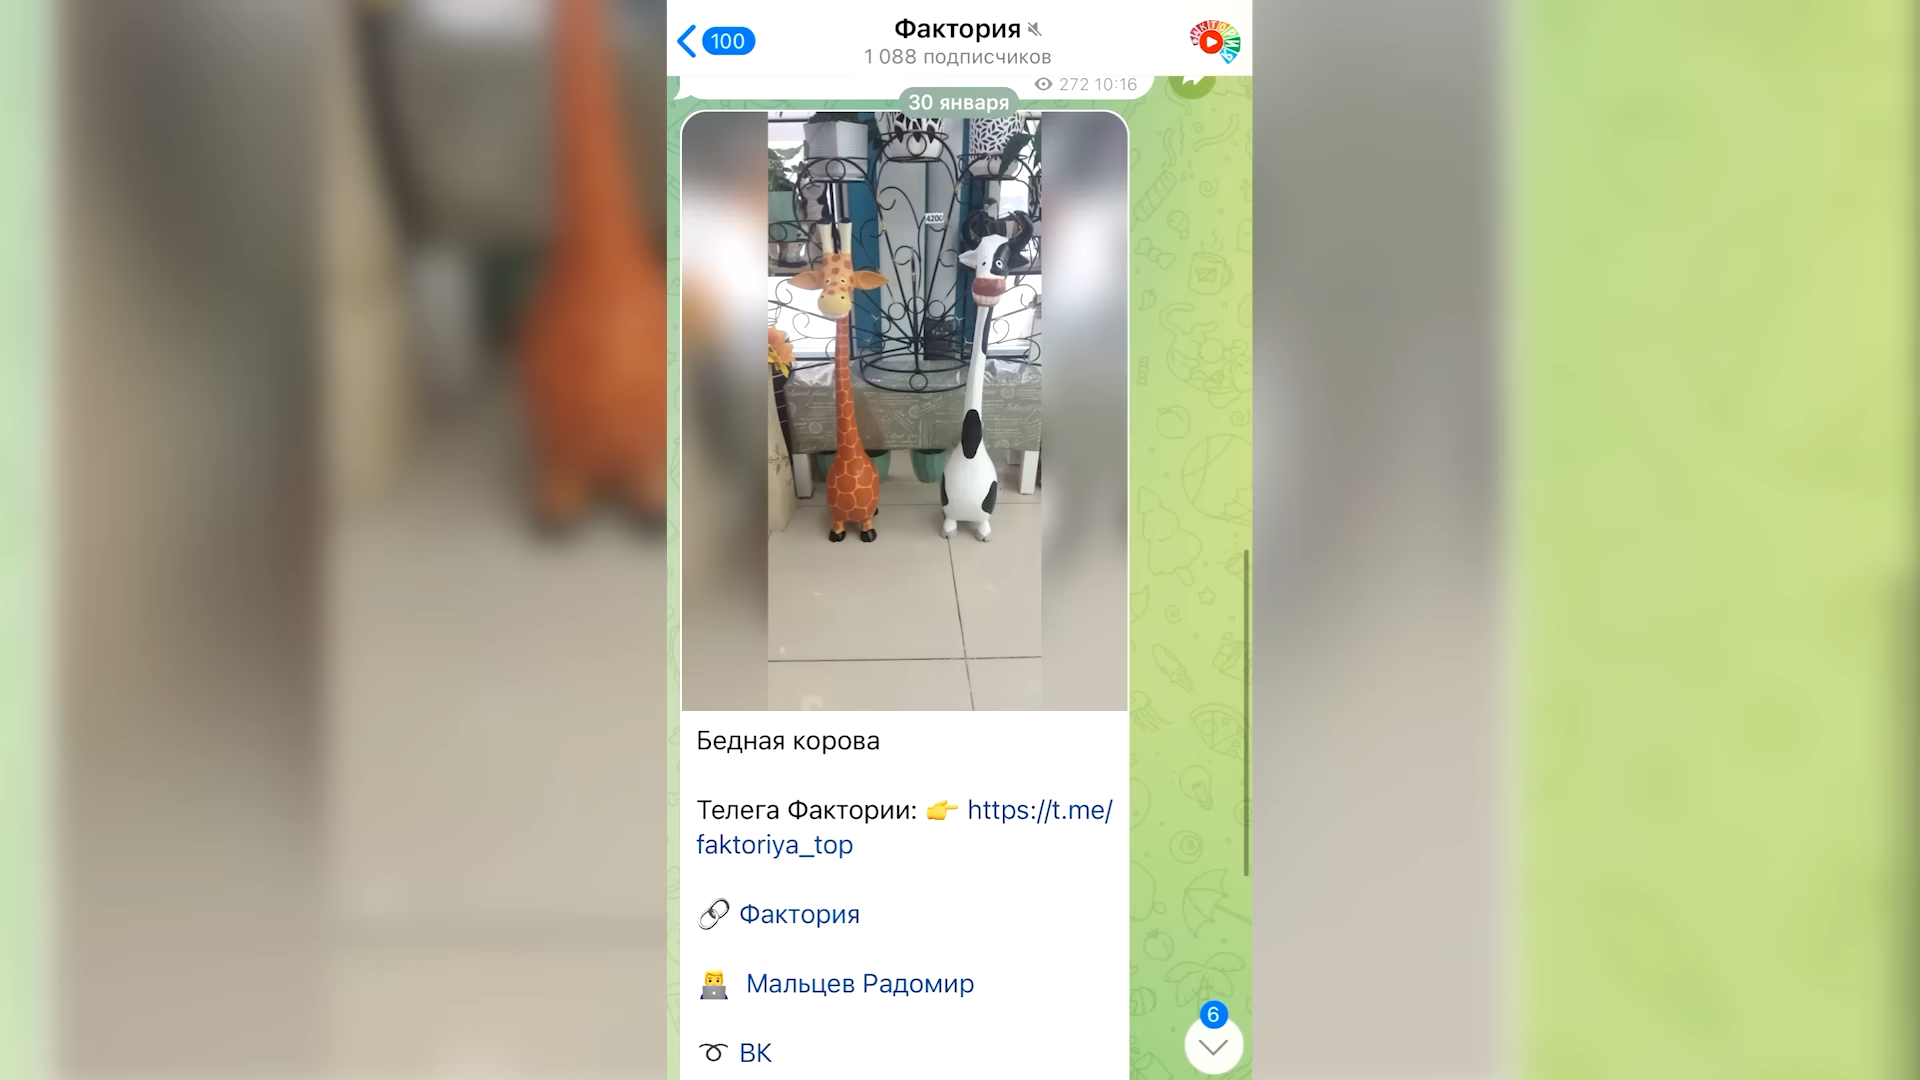 100
Фактория
1 088 подписчиков
272 10:16
30 января
4200
Бедная корова
Телега Фактории: 👉 https://t.me/
faktoriya_top
Фактория
Мальцев Радомир
ВК
6